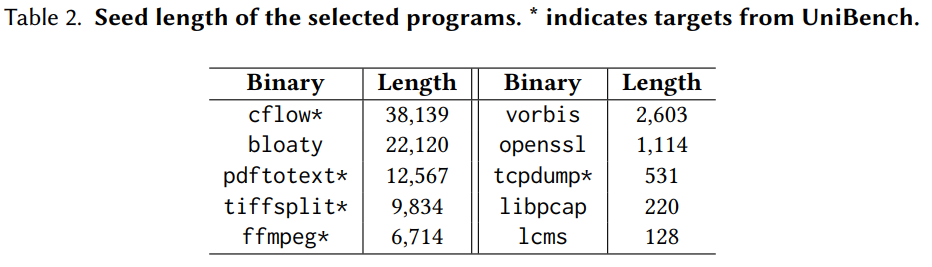 Table 2. Seed length of the selected programs. * indicates targets from UniBench.
Binary Length Binary Length
cflow* 38,139 vorbis 2,603
bloaty 22,120 openssl 1,114
pdftotext* 12,567 tcpdump* 531
tiffsplit* 9,834 libpcap 220
ffmpeg* 6,714 lcms 128